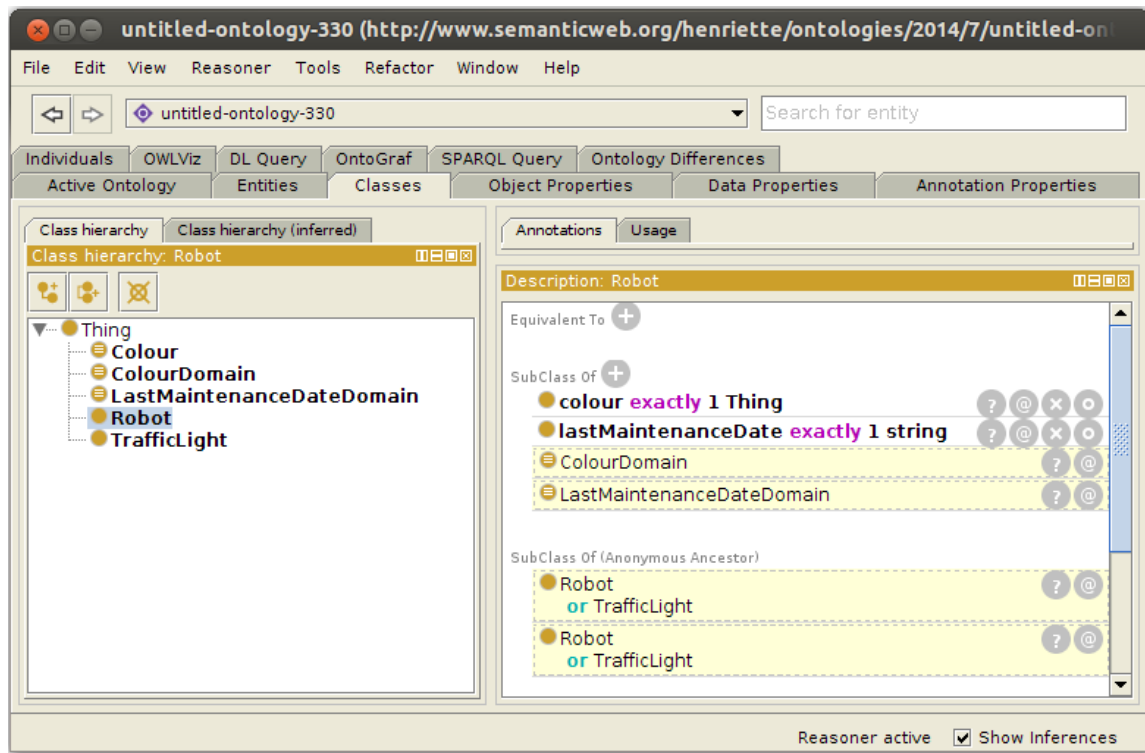 untitled-ontology-330 (http://www.semanticweb.org/henriette/ontologies/2014/7/untitled-ont
File Edit View Reasoner Tools Refactor Window Help
untitled-ontology-330
Search for entity
Individuals OWLViz DL Query OntoGraf SPARQL Query Ontology Differences
Active Ontology Entities Classes Object Properties Data Properties Annotation Properties
Class hierarchy Class hierarchy (inferred)
Class hierarchy: Robot
Thing
Colour
ColourDomain
LastMaintenanceDateDomain
Robot
TrafficLight
Annotations Usage
Description: Robot
Equivalent To
SubClass Of
colour exactly 1 Thing
lastMaintenanceDate exactly 1 string
ColourDomain
LastMaintenanceDateDomain
SubClass Of (Anonymous Ancestor)
Robot
or TrafficLight
Robot
or TrafficLight
Reasoner active Show Inferences